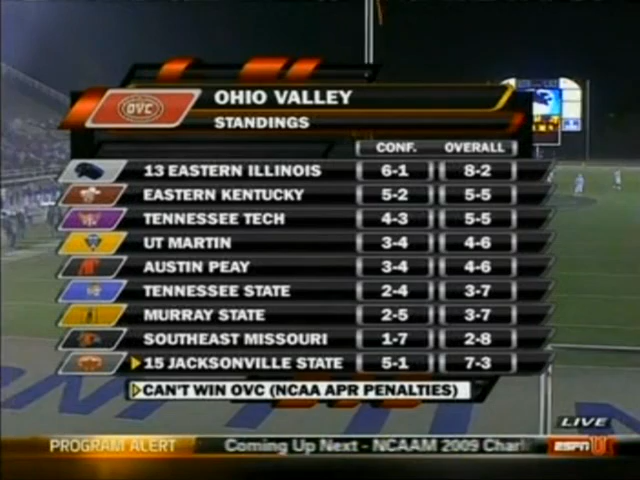 OVC
OHIO VALLEY
STANDINGS
CONF. OVERALL
13 EASTERN ILLINOIS 6-1 8-2
EASTERN KENTUCKY 5-2 5-5
TENNESSEE TECH 4-3 5-5
UT MARTIN 3-4 4-6
AUSTIN PEAY 3-4 4-6
TENNESSEE STATE 2-4 3-7
MURRAY STATE 2-5 3-7
SOUTHEAST MISSOURI 1-7 2-8
15 JACKSONVILLE STATE 5-1 7-3
CAN'T WIN OVC (NCAA APR PENALTIES)
LIVE
PROGRAM ALERT Coming Up Next - NCAAM 2009 Charl ESPNU